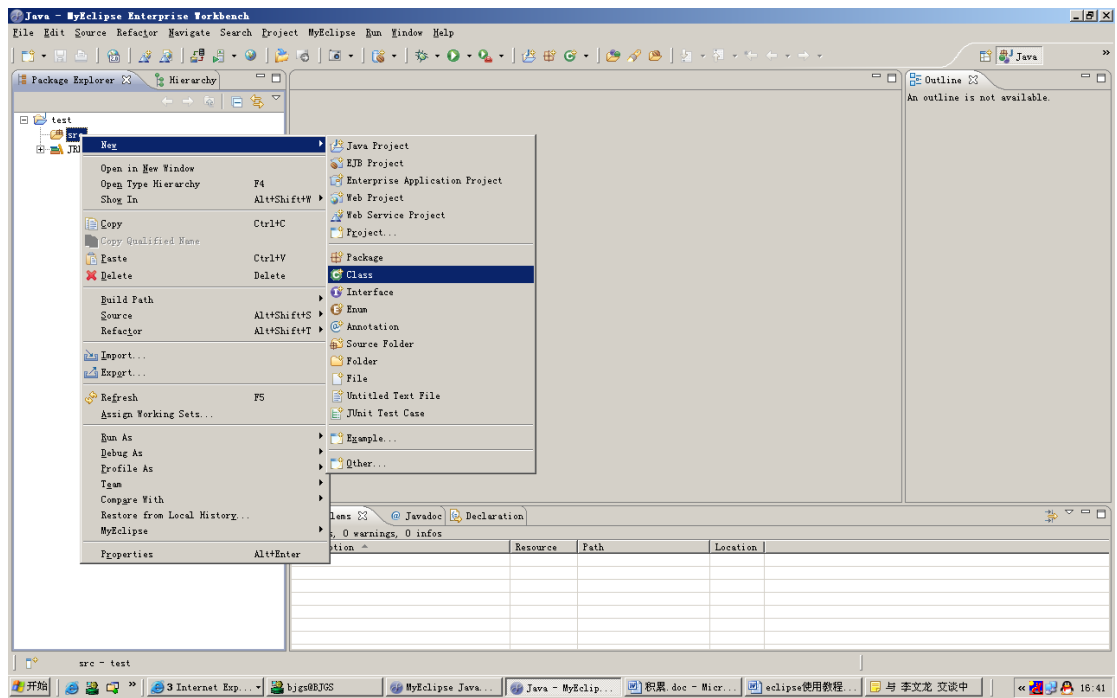 Java - MyEclipse Enterprise Workbench
File Edit Source Refactor Navigate Search Project MyEclipse Run Window Help
Java »
Package Explorer Hierarchy
Outline
An outline is not available.
test
src
New
Open in New Window
Open Type Hierarchy F4
Show In Alt+Shift+W
Copy Ctrl+C
Copy Qualified Name
Paste Ctrl+V
Delete Delete
Build Path
Source Alt+Shift+S
Refactor Alt+Shift+T
Import...
Export...
Refresh F5
Assign Working Sets...
Run As
Debug As
Profile As
Team
Compare With
Restore from Local History...
MyEclipse
Properties Alt+Enter
Java Project
EJB Project
Enterprise Application Project
Web Project
Web Service Project
Project...
Package
Class
Interface
Enum
Annotation
Source Folder
Folder
File
Untitled Text File
JUnit Test Case
Example...
Other...
@ Javadoc Declaration
0 warnings, 0 infos
Resource Path Location
src - test
开始 » 3 Internet Exp... bjgs@BJGS MyEclipse Java... Java - MyEclip... 积累.doc - Micr... eclipse使用教程... 与 李文龙 交谈中 « 16:41